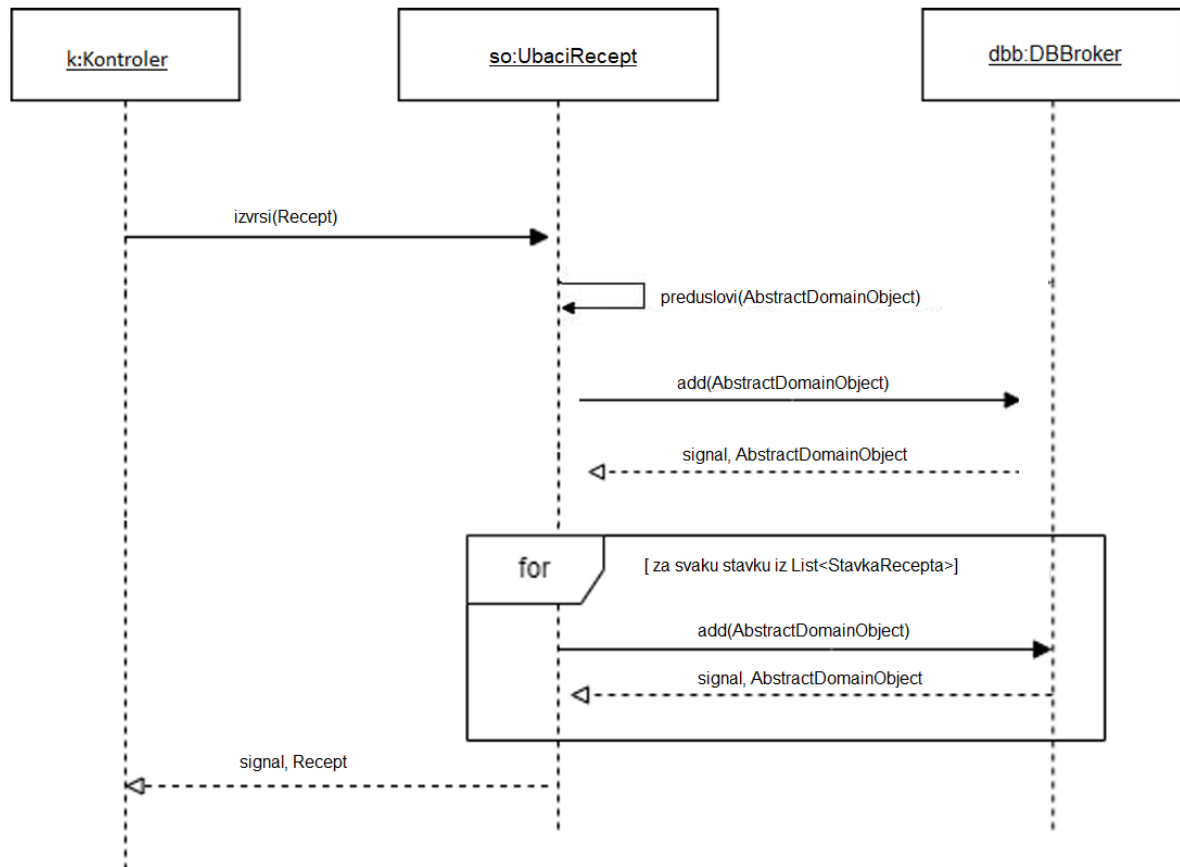 k:Kontroler
so:UbaciRecept
dbb:DBBroker
izvrsi(Recept)
preduslovi(AbstractDomainObject)
add(AbstractDomainObject)
signal, AbstractDomainObject
for
[ za svaku stavku iz List<StavkaRecepta>]
add(AbstractDomainObject)
signal, AbstractDomainObject
signal, Recept